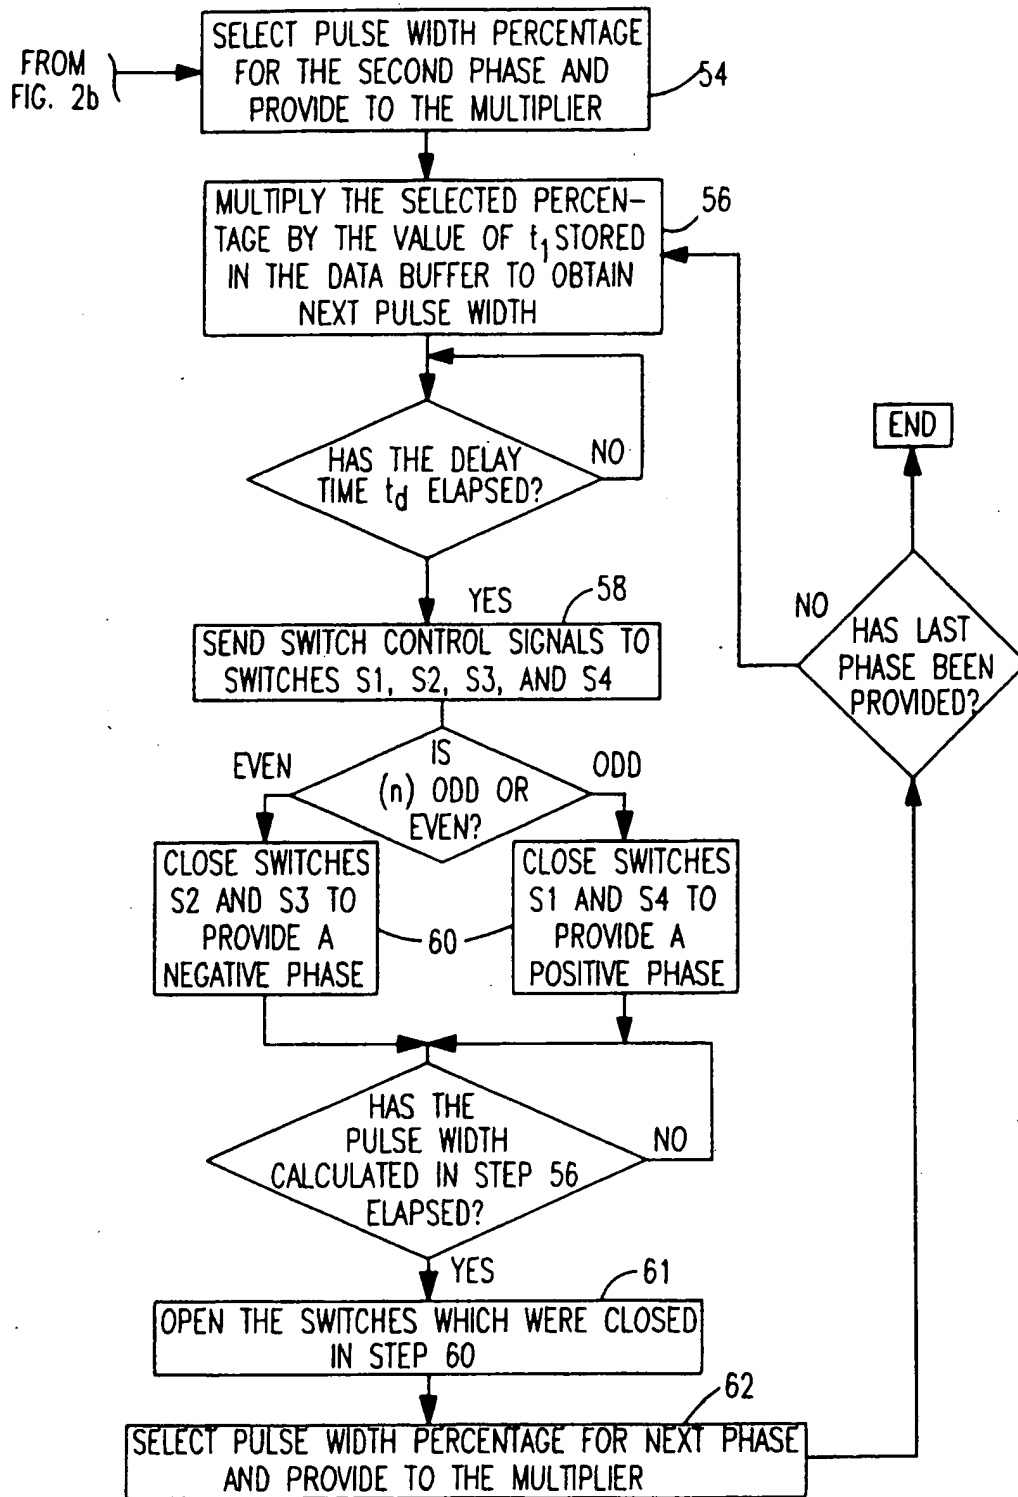 FROM
FIG. 2b
SELECT PULSE WIDTH PERCENTAGE
FOR THE SECOND PHASE AND
PROVIDE TO THE MULTIPLIER
54
MULTIPLY THE SELECTED PERCEN-
TAGE BY THE VALUE OF t1 STORED
IN THE DATA BUFFER TO OBTAIN
NEXT PULSE WIDTH
56
HAS THE DELAY
TIME td ELAPSED?
NO
YES
58
SEND SWITCH CONTROL SIGNALS TO
SWITCHES S1, S2, S3, AND S4
IS
(n) ODD OR
EVEN?
EVEN
ODD
CLOSE SWITCHES
S2 AND S3 TO
PROVIDE A
NEGATIVE PHASE
60
CLOSE SWITCHES
S1 AND S4 TO
PROVIDE A
POSITIVE PHASE
HAS THE
PULSE WIDTH
CALCULATED IN STEP 56
ELAPSED?
NO
YES
61
OPEN THE SWITCHES WHICH WERE CLOSED
IN STEP 60
62
SELECT PULSE WIDTH PERCENTAGE FOR NEXT PHASE
AND PROVIDE TO THE MULTIPLIER
HAS LAST
PHASE BEEN
PROVIDED?
NO
END